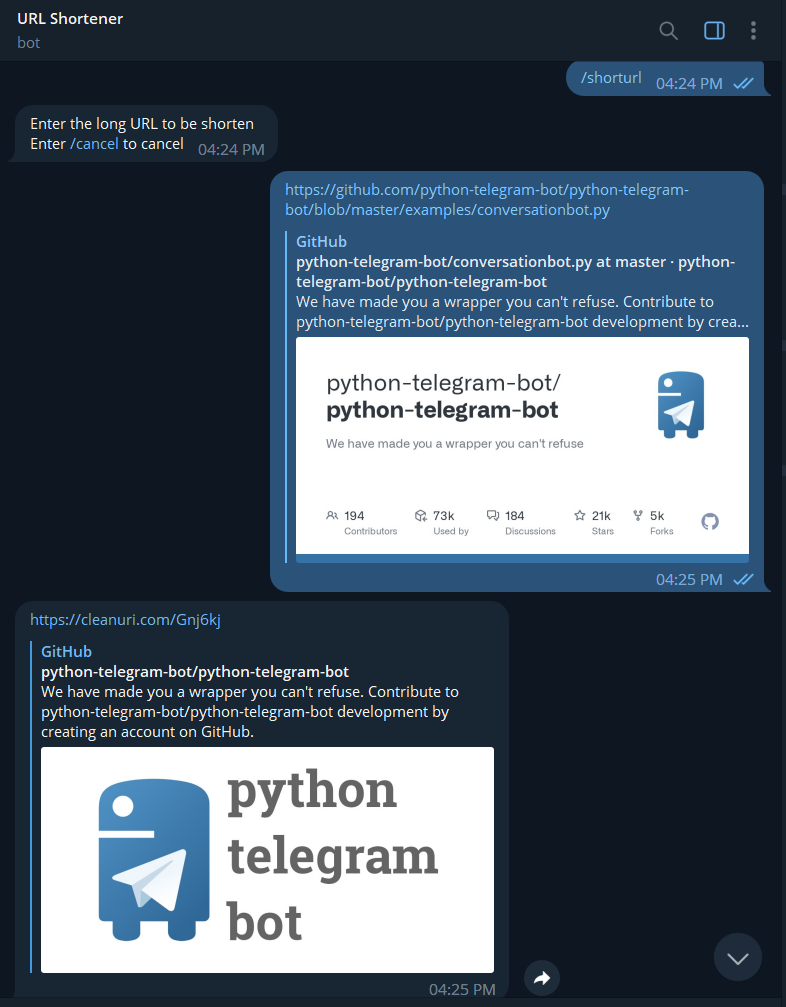 URL Shortener
bot
/shorturl 04:24 PM
Enter the long URL to be shorten
Enter /cancel to cancel 04:24 PM
https://github.com/python-telegram-bot/python-telegram-
bot/blob/master/examples/conversationbot.py
GitHub
python-telegram-bot/conversationbot.py at master · python-
telegram-bot/python-telegram-bot
We have made you a wrapper you can't refuse. Contribute to
python-telegram-bot/python-telegram-bot development by crea...
python-telegram-bot/
python-telegram-bot
We have made you a wrapper you can't refuse
194 73k 184 21k 5k
Contributors Used by Discussions Stars Forks
04:25 PM
https://cleanuri.com/Gnj6kj
GitHub
python-telegram-bot/python-telegram-bot
We have made you a wrapper you can't refuse. Contribute to
python-telegram-bot/python-telegram-bot development by
creating an account on GitHub.
python
telegram
bot
04:25 PM